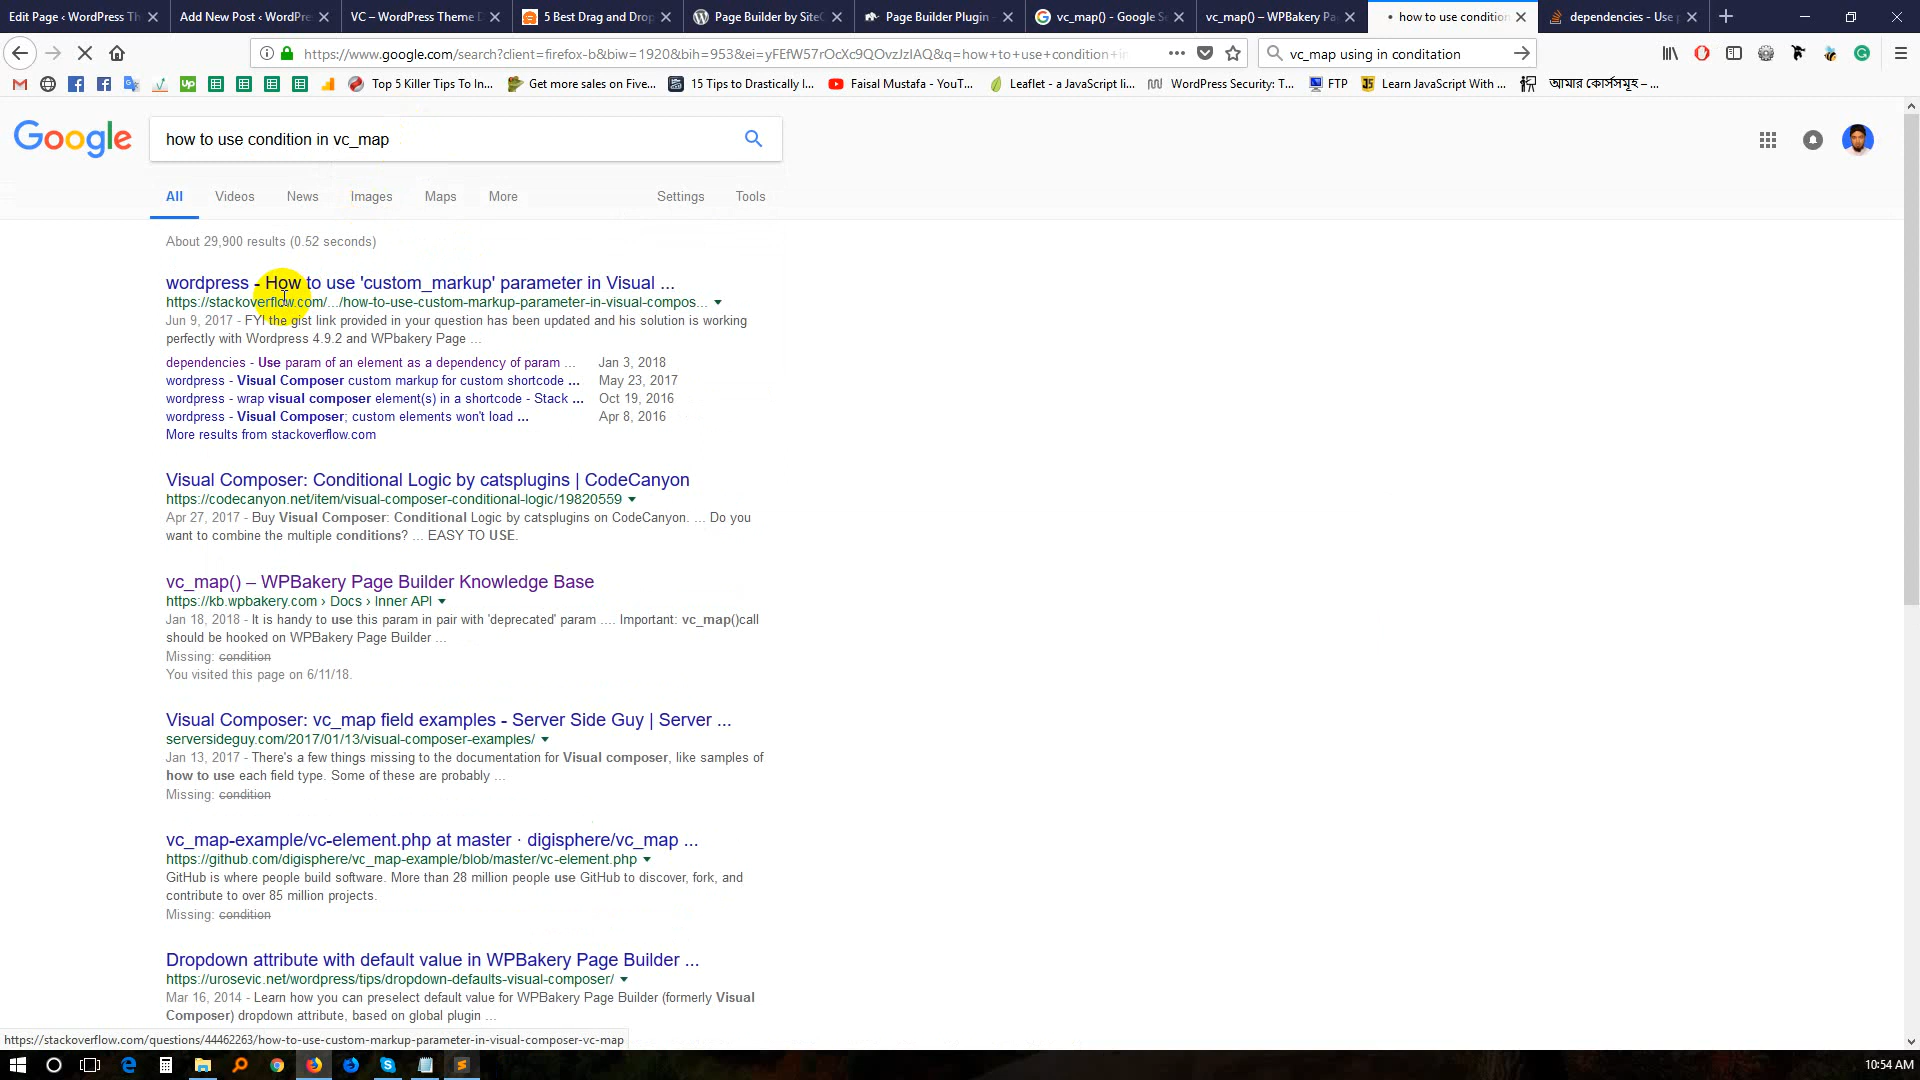 Edit Page ‹ WordPress Th
Add New Post ‹ WordPre
VC – WordPress Theme D
5 Best Drag and Drop
Page Builder by SiteO
Page Builder Plugin
vc_map() - Google Se
vc_map() – WPBakery Pa
how to use condition
dependencies - Use p
https://www.google.com/search?client=firefox-b&biw=1920&bih=953&ei=yFEfW57rOcXc9QOvzJzIAQ&q=how+to+use+condition+in
vc_map using in conditation
Top 5 Killer Tips To In...
Get more sales on Five...
15 Tips to Drastically I...
Faisal Mustafa - YouT...
Leaflet - a JavaScript li...
WordPress Security: T...
FTP
Learn JavaScript With ...
আমার কোর্সসমূহ – ...
Google
how to use condition in vc_map
All
Videos
News
Images
Maps
More
Settings
Tools
About 29,900 results (0.52 seconds)
wordpress - How to use 'custom_markup' parameter in Visual ...
https://stackoverflow.com/.../how-to-use-custom-markup-parameter-in-visual-compos...
Jun 9, 2017 - FYI the gist link provided in your question has been updated and his solution is working
perfectly with Wordpress 4.9.2 and WPbakery Page ...
dependencies - Use param of an element as a dependency of param ... Jan 3, 2018
wordpress - Visual Composer custom markup for custom shortcode ... May 23, 2017
wordpress - wrap visual composer element(s) in a shortcode - Stack ... Oct 19, 2016
wordpress - Visual Composer; custom elements won't load ... Apr 8, 2016
More results from stackoverflow.com
Visual Composer: Conditional Logic by catsplugins | CodeCanyon
https://codecanyon.net/item/visual-composer-conditional-logic/19820559
Apr 27, 2017 - Buy Visual Composer: Conditional Logic by catsplugins on CodeCanyon. ... Do you
want to combine the multiple conditions? ... EASY TO USE.
vc_map() – WPBakery Page Builder Knowledge Base
https://kb.wpbakery.com › Docs › Inner API
Jan 18, 2018 - It is handy to use this param in pair with 'deprecated' param .... Important: vc_map()call
should be hooked on WPBakery Page Builder ...
Missing: condition
You visited this page on 6/11/18.
Visual Composer: vc_map field examples - Server Side Guy | Server ...
serversideguy.com/2017/01/13/visual-composer-examples/
Jan 13, 2017 - There's a few things missing to the documentation for Visual composer, like samples of
how to use each field type. Some of these are probably ...
Missing: condition
vc_map-example/vc-element.php at master · digisphere/vc_map ...
https://github.com/digisphere/vc_map-example/blob/master/vc-element.php
GitHub is where people build software. More than 28 million people use GitHub to discover, fork, and
contribute to over 85 million projects.
Missing: condition
Dropdown attribute with default value in WPBakery Page Builder ...
https://urosevic.net/wordpress/tips/dropdown-defaults-visual-composer/
Mar 16, 2014 - Learn how you can preselect default value for WPBakery Page Builder (formerly Visual
Composer) dropdown attribute, based on global plugin ...
https://stackoverflow.com/questions/44462263/how-to-use-custom-markup-parameter-in-visual-composer-vc-map
10:54 AM